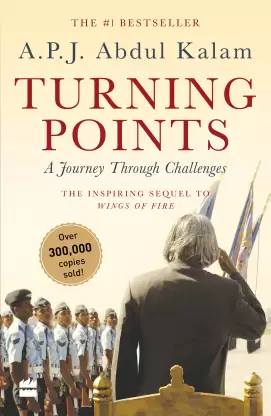 THE #1 BESTSELLER
A.P.J. Abdul Kalam
TURNING
POINTS
A Journey Through Challenges
THE INSPIRING SEQUEL TO
WINGS OF FIRE
Over
300,000
copies
sold!